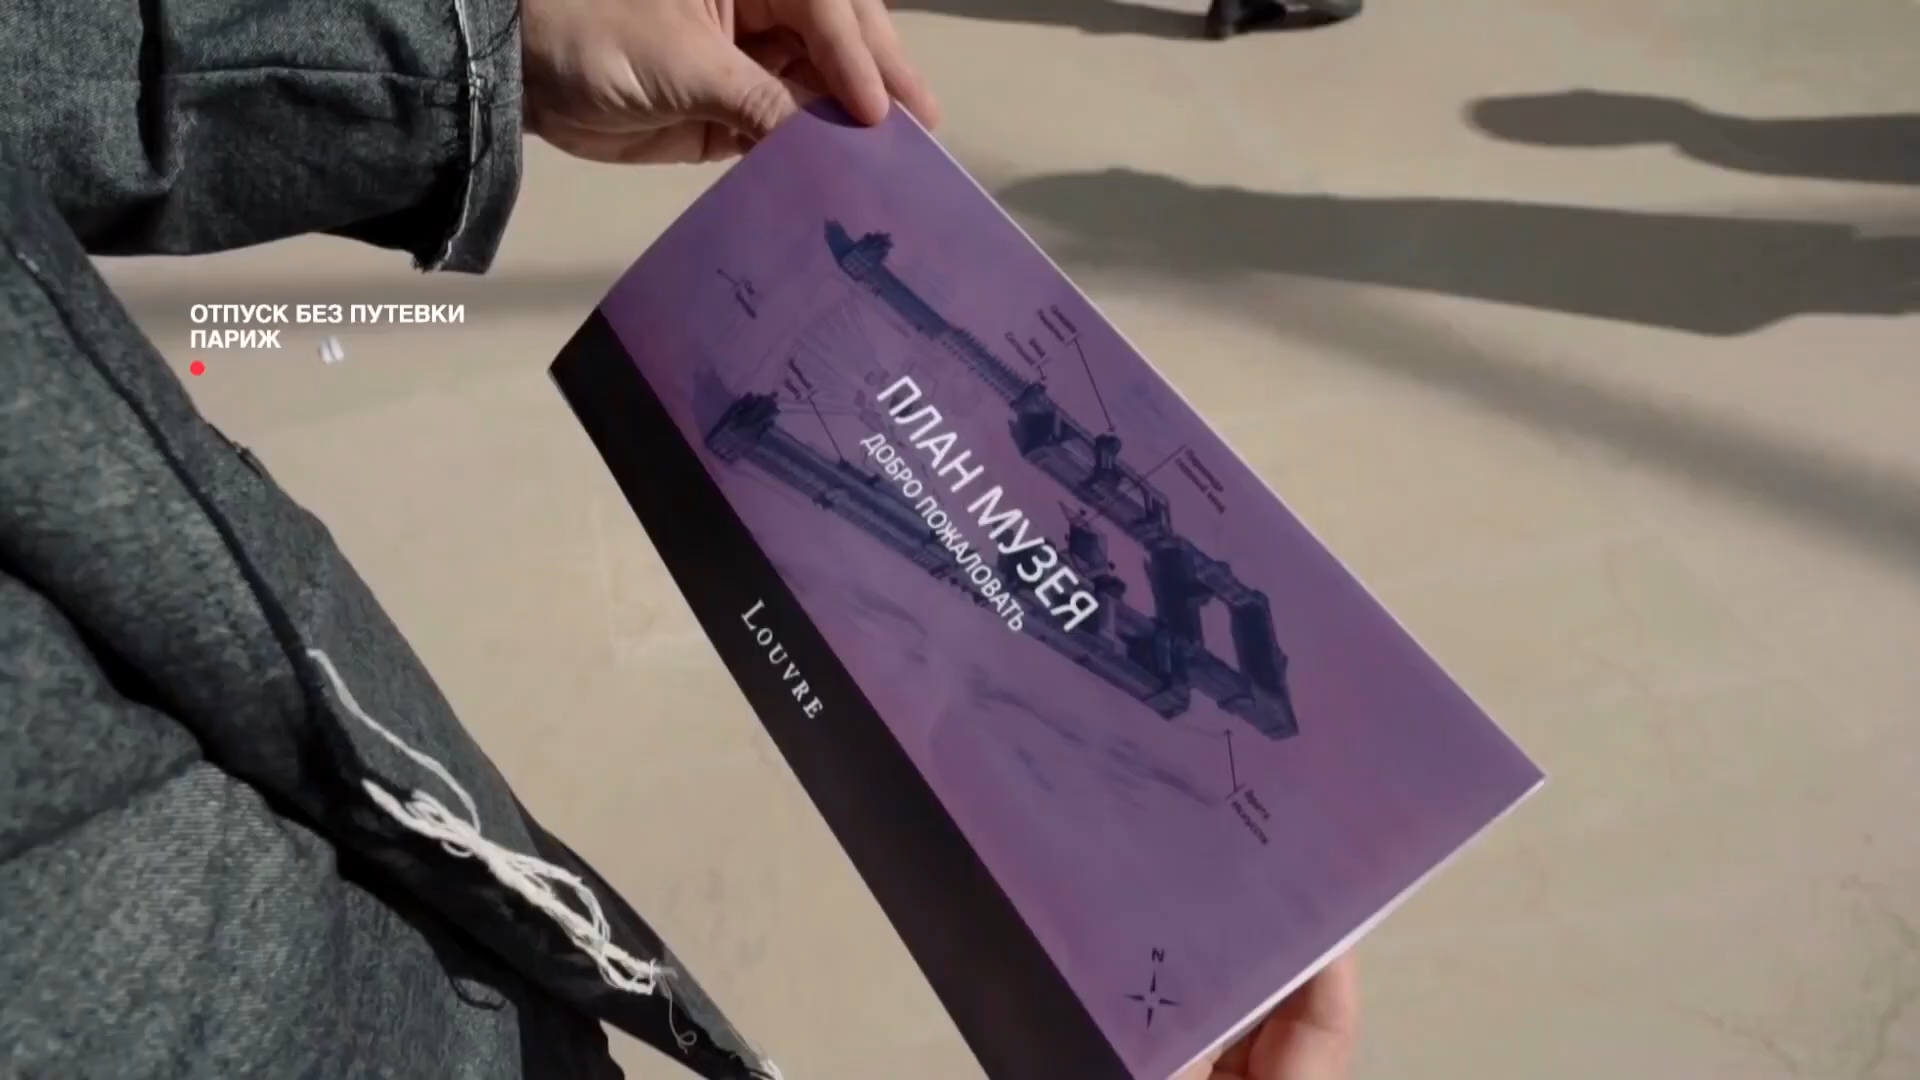 ОТПУСК БЕЗ ПУТЕВКИ
ПАРИЖ
ПЛАН МУЗЕЯ
ДОБРО ПОЖАЛОВАТЬ
LOUVRE
N